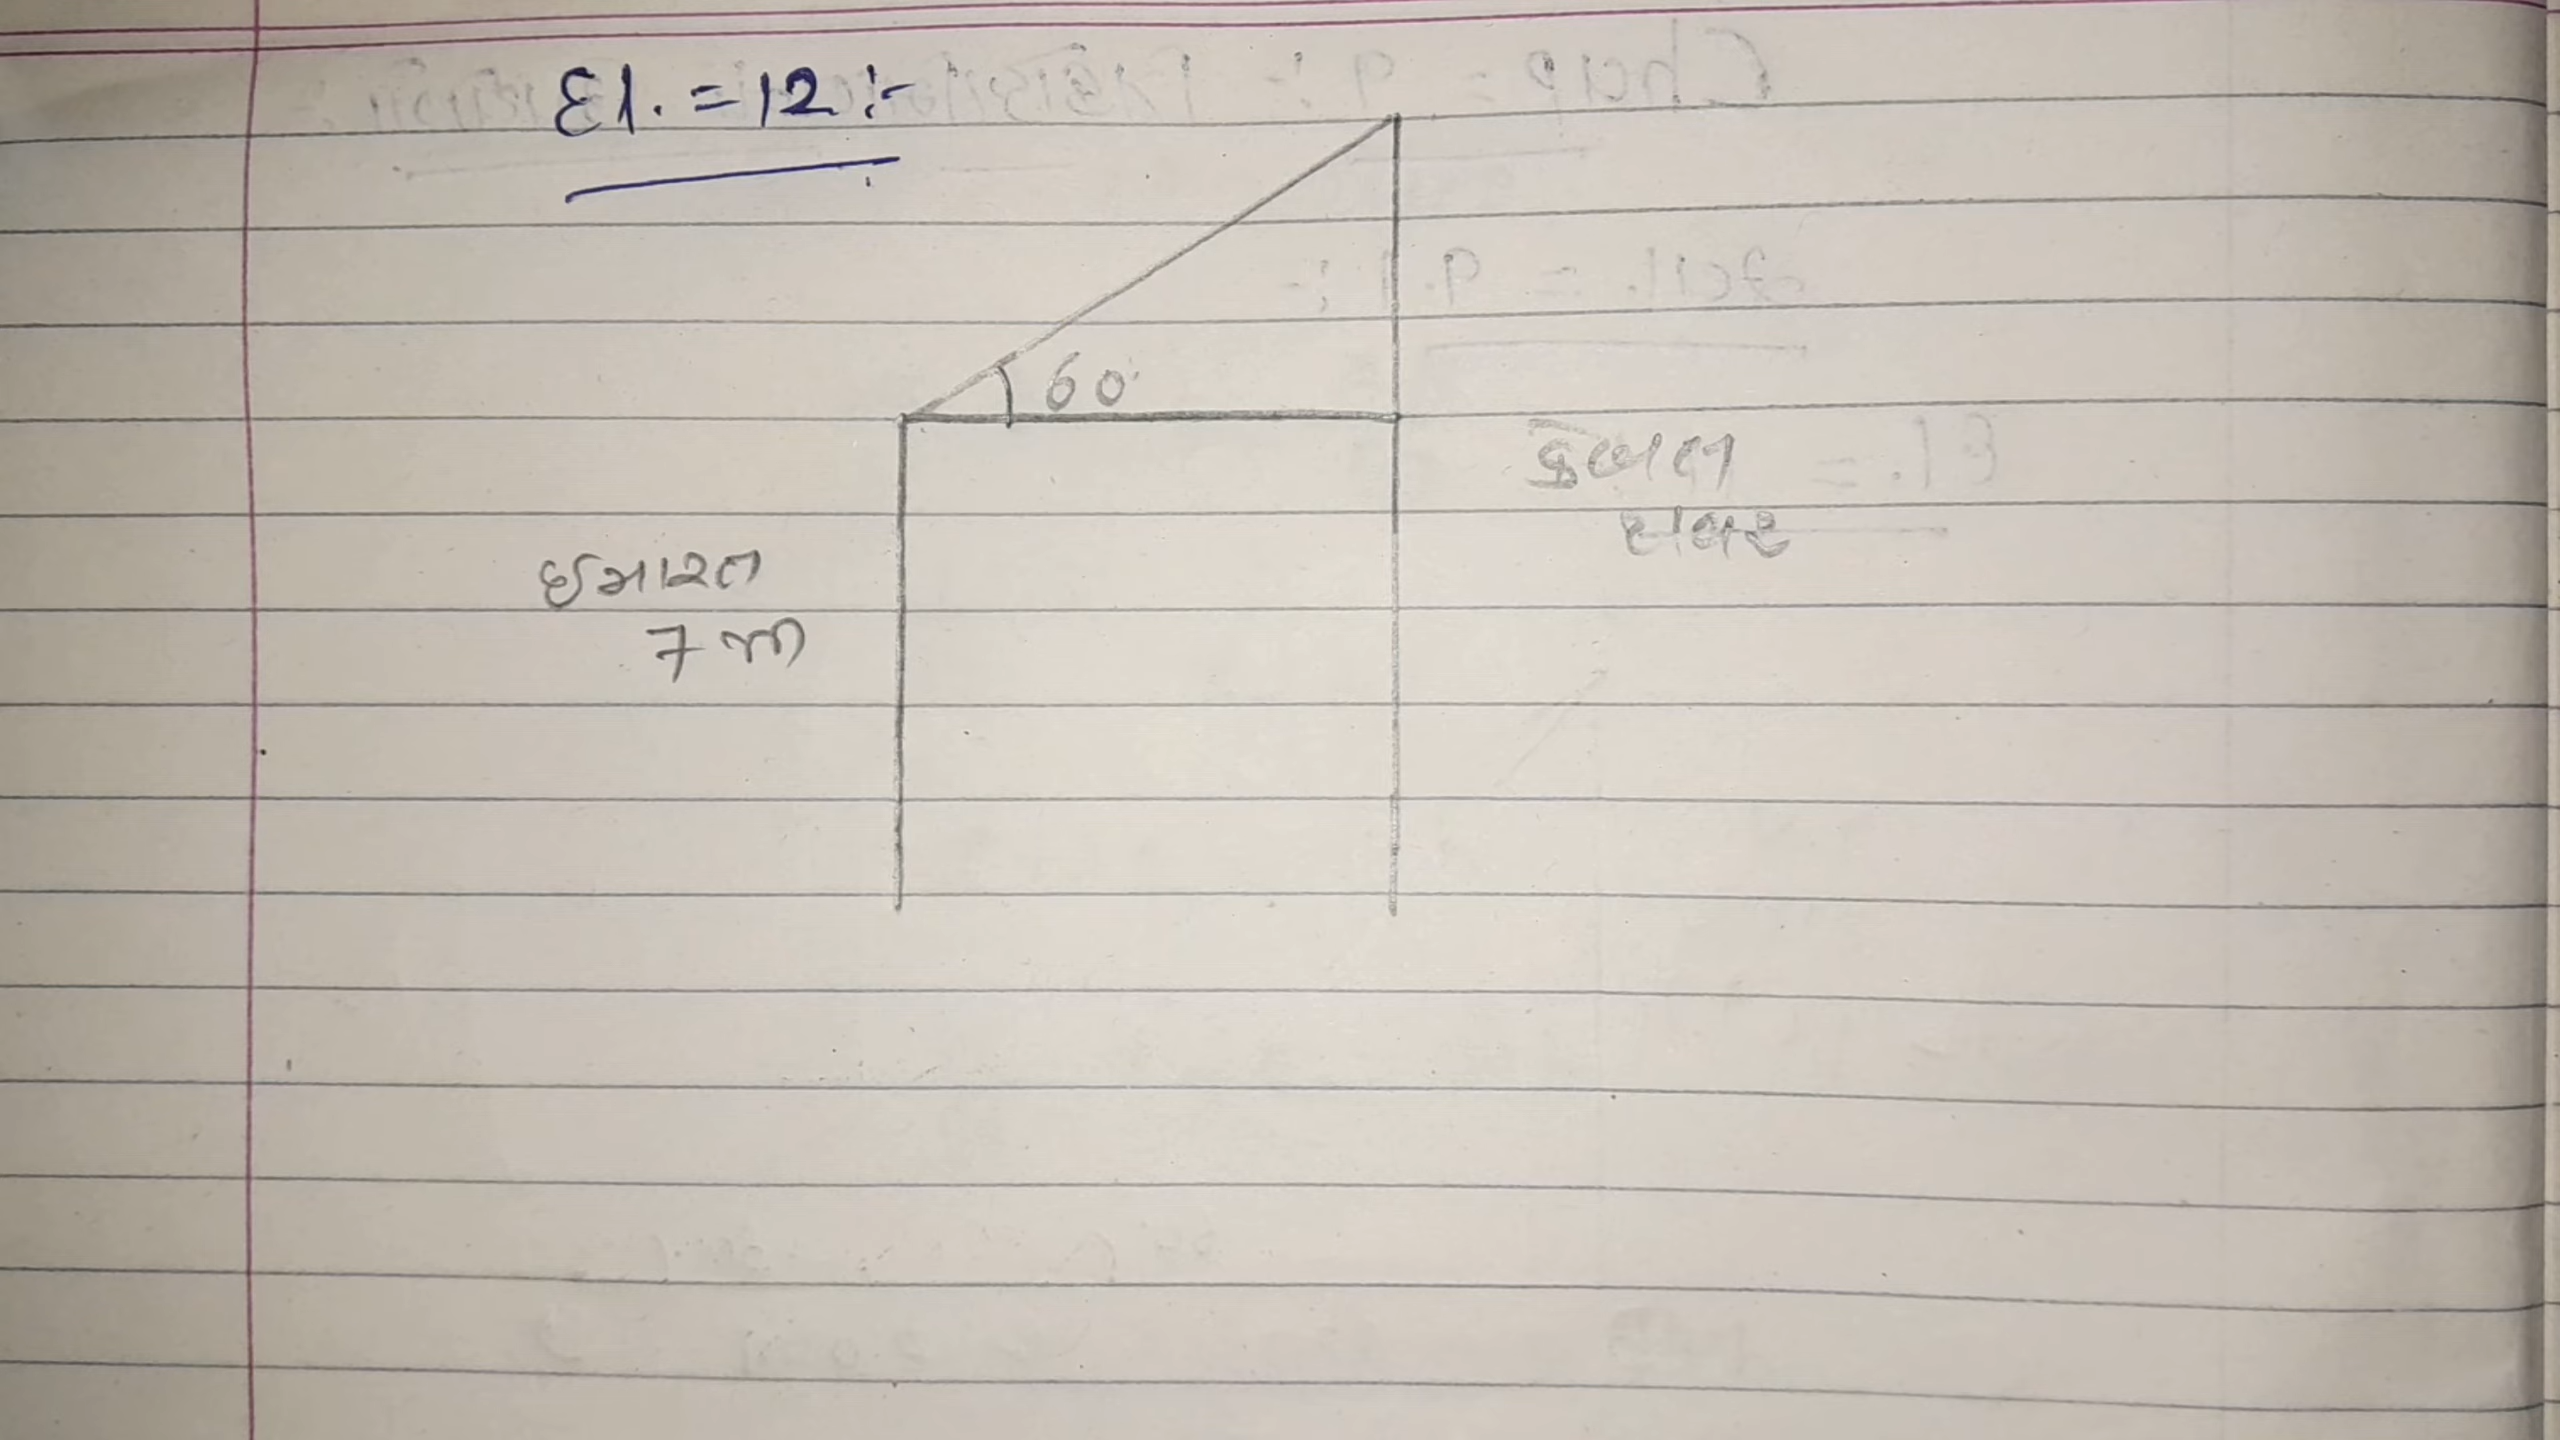 દા. = 12 :-
60°
કેબલ
ટાવર
ઈમારત
7 મી